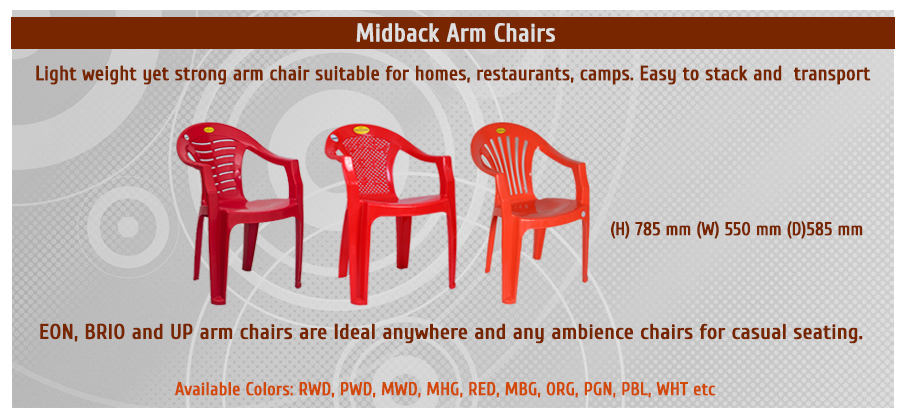 Midback Arm Chairs
Light weight yet strong arm chair suitable for homes, restaurants, camps. Easy to stack and transport
(H) 785 mm (W) 550 mm (D)585 mm
EON, BRIO and UP arm chairs are Ideal anywhere and any ambience chairs for casual seating.
Available Colors: RWD, PWD, MWD, MHG, RED, MBG, ORG, PGN, PBL, WHT etc